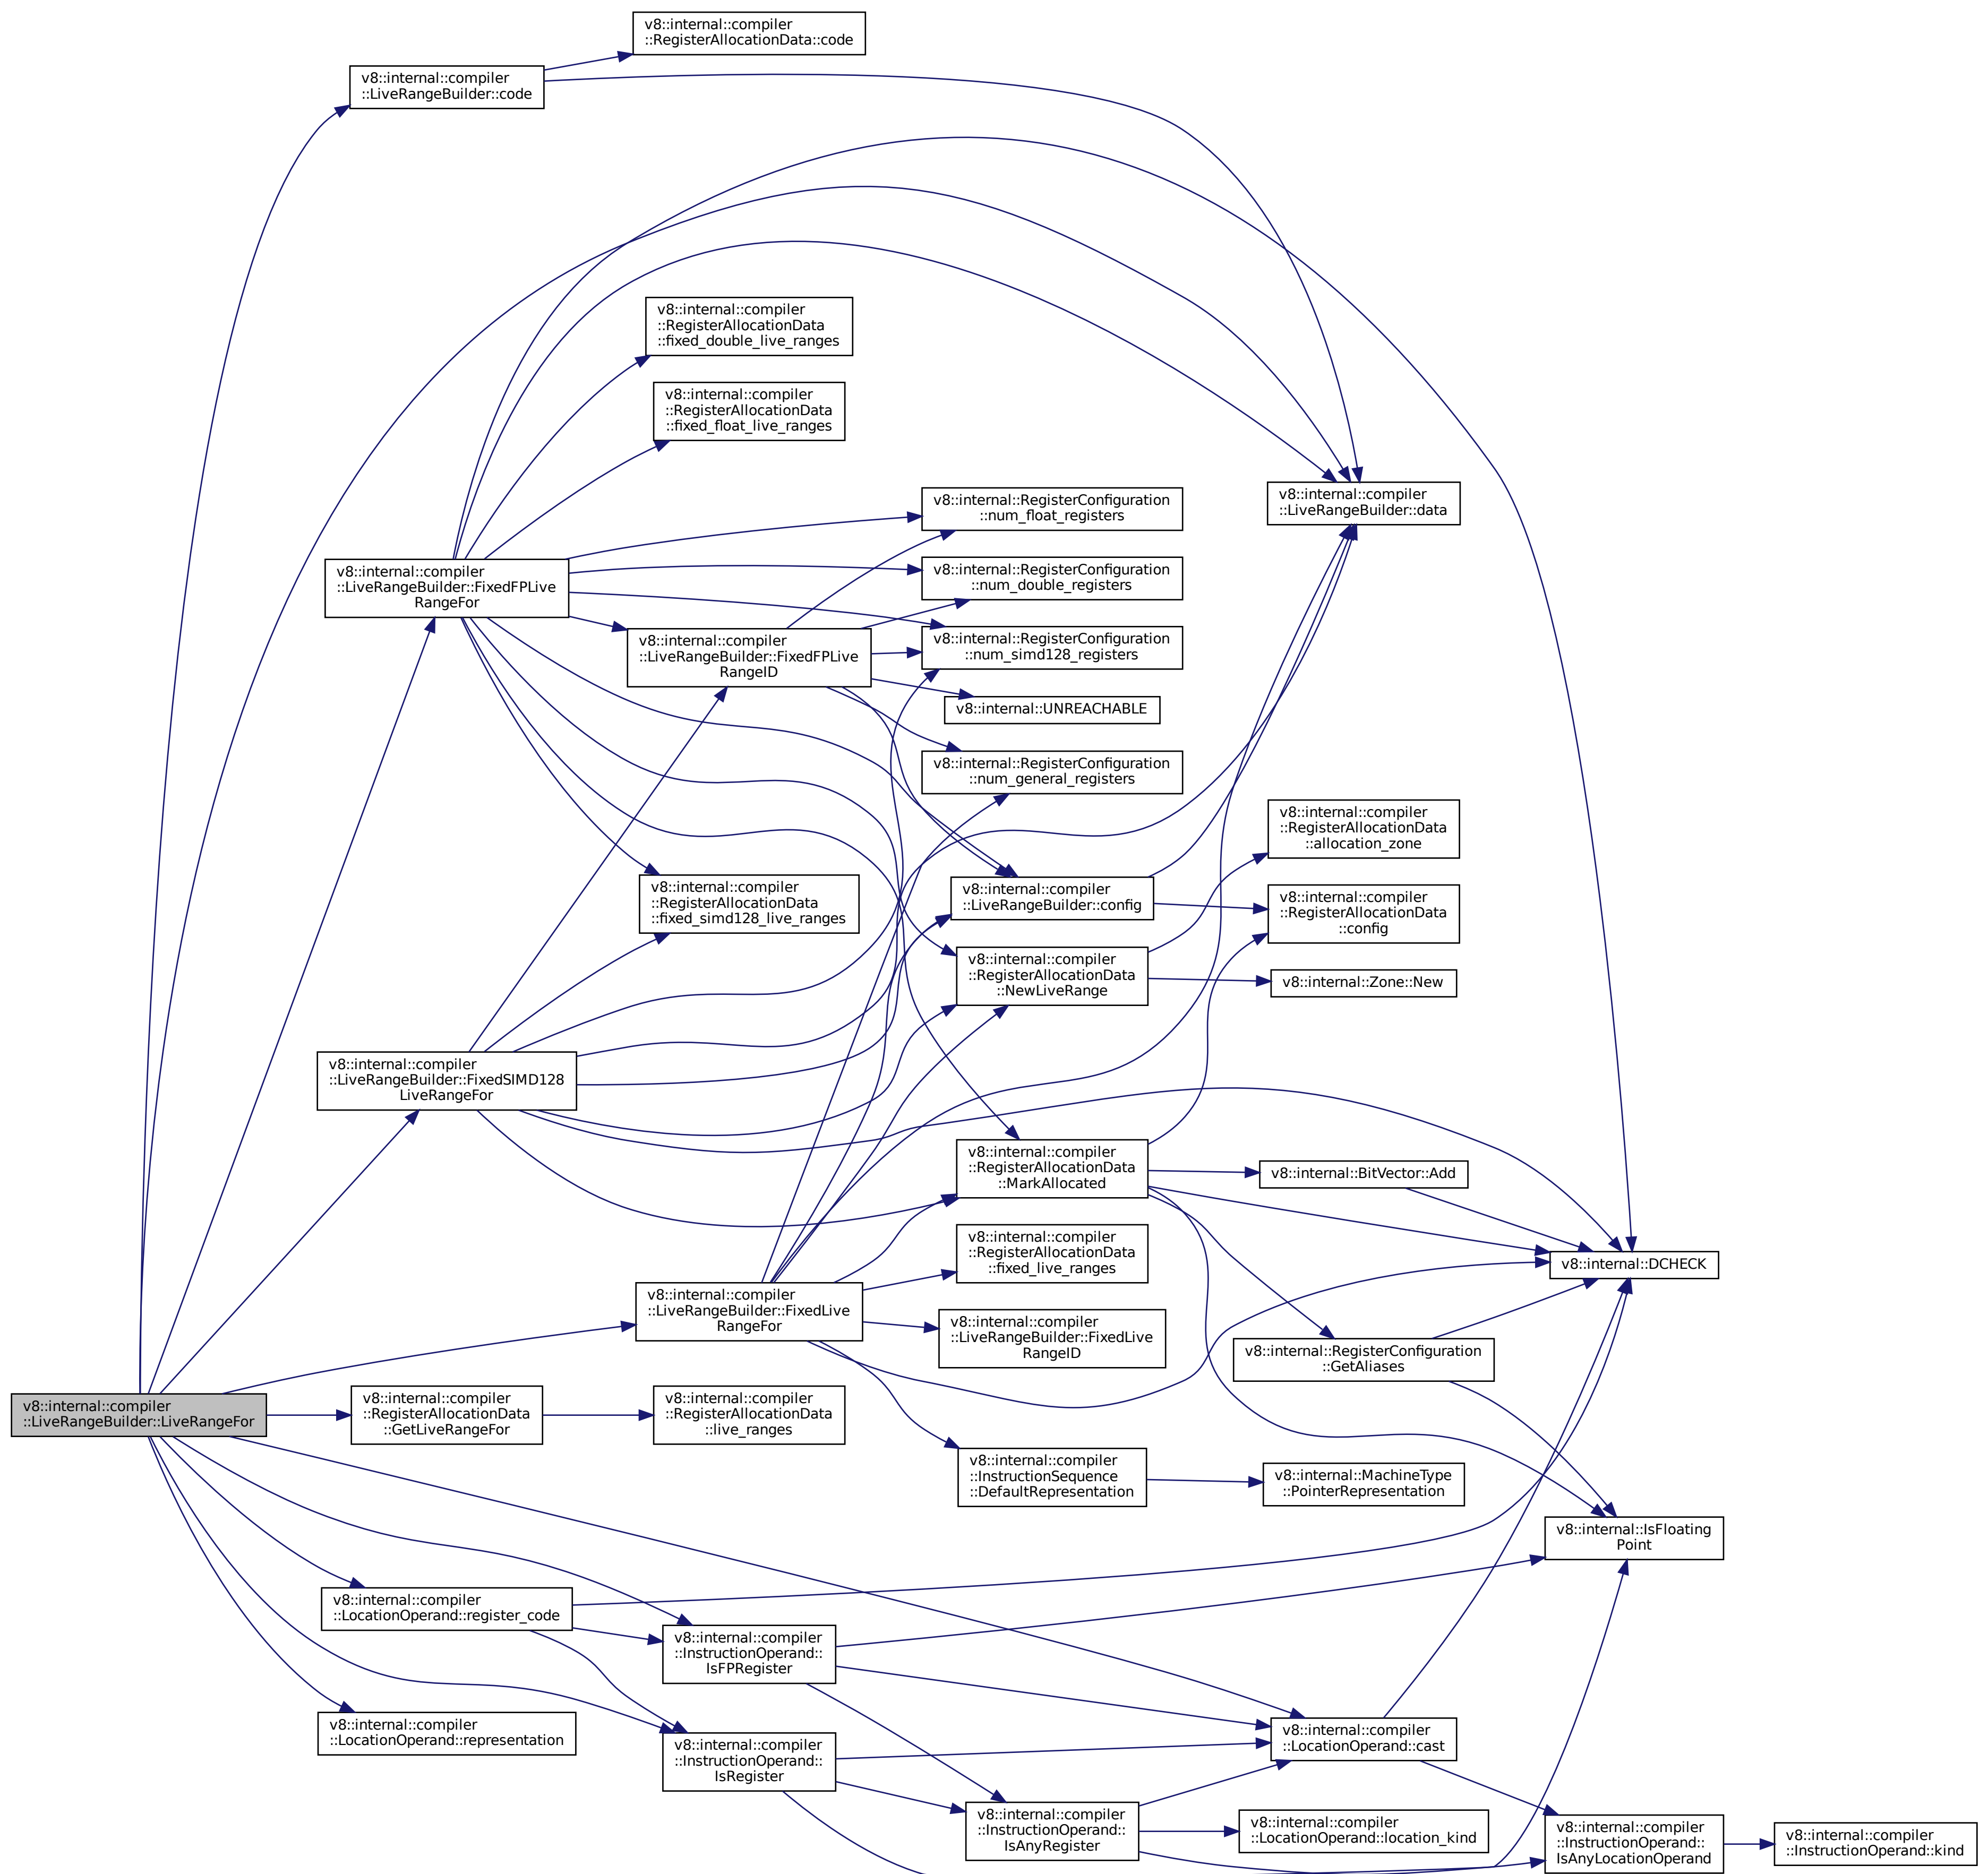 v8::internal::compiler
::RegisterAllocationData::code
v8::internal::compiler
::LiveRangeBuilder::code
v8::internal::compiler
::RegisterAllocationData
::fixed_double_live_ranges
v8::internal::compiler
::RegisterAllocationData
::fixed_float_live_ranges
v8::internal::RegisterConfiguration
::num_float_registers
v8::internal::compiler
::LiveRangeBuilder::data
v8::internal::compiler
::LiveRangeBuilder::FixedFPLive
RangeFor
v8::internal::RegisterConfiguration
::num_double_registers
v8::internal::compiler
::LiveRangeBuilder::FixedFPLive
RangeID
v8::internal::RegisterConfiguration
::num_simd128_registers
v8::internal::UNREACHABLE
v8::internal::RegisterConfiguration
::num_general_registers
v8::internal::compiler
::RegisterAllocationData
::allocation_zone
v8::internal::compiler
::RegisterAllocationData
::fixed_simd128_live_ranges
v8::internal::compiler
::LiveRangeBuilder::config
v8::internal::compiler
::RegisterAllocationData
::config
v8::internal::compiler
::RegisterAllocationData
::NewLiveRange
v8::internal::Zone::New
v8::internal::compiler
::LiveRangeBuilder::FixedSIMD128
LiveRangeFor
v8::internal::compiler
::RegisterAllocationData
::MarkAllocated
v8::internal::BitVector::Add
v8::internal::compiler
::RegisterAllocationData
::fixed_live_ranges
v8::internal::DCHECK
v8::internal::compiler
::LiveRangeBuilder::FixedLive
RangeFor
v8::internal::compiler
::LiveRangeBuilder::FixedLive
RangeID
v8::internal::RegisterConfiguration
::GetAliases
v8::internal::compiler
::LiveRangeBuilder::LiveRangeFor
v8::internal::compiler
::RegisterAllocationData
::GetLiveRangeFor
v8::internal::compiler
::RegisterAllocationData
::live_ranges
v8::internal::compiler
::InstructionSequence
::DefaultRepresentation
v8::internal::MachineType
::PointerRepresentation
v8::internal::IsFloating
Point
v8::internal::compiler
::LocationOperand::register_code
v8::internal::compiler
::InstructionOperand::
IsFPRegister
v8::internal::compiler
::LocationOperand::representation
v8::internal::compiler
::InstructionOperand::
IsRegister
v8::internal::compiler
::LocationOperand::cast
v8::internal::compiler
::InstructionOperand::
IsAnyRegister
v8::internal::compiler
::LocationOperand::location_kind
v8::internal::compiler
::InstructionOperand::
IsAnyLocationOperand
v8::internal::compiler
::InstructionOperand::kind